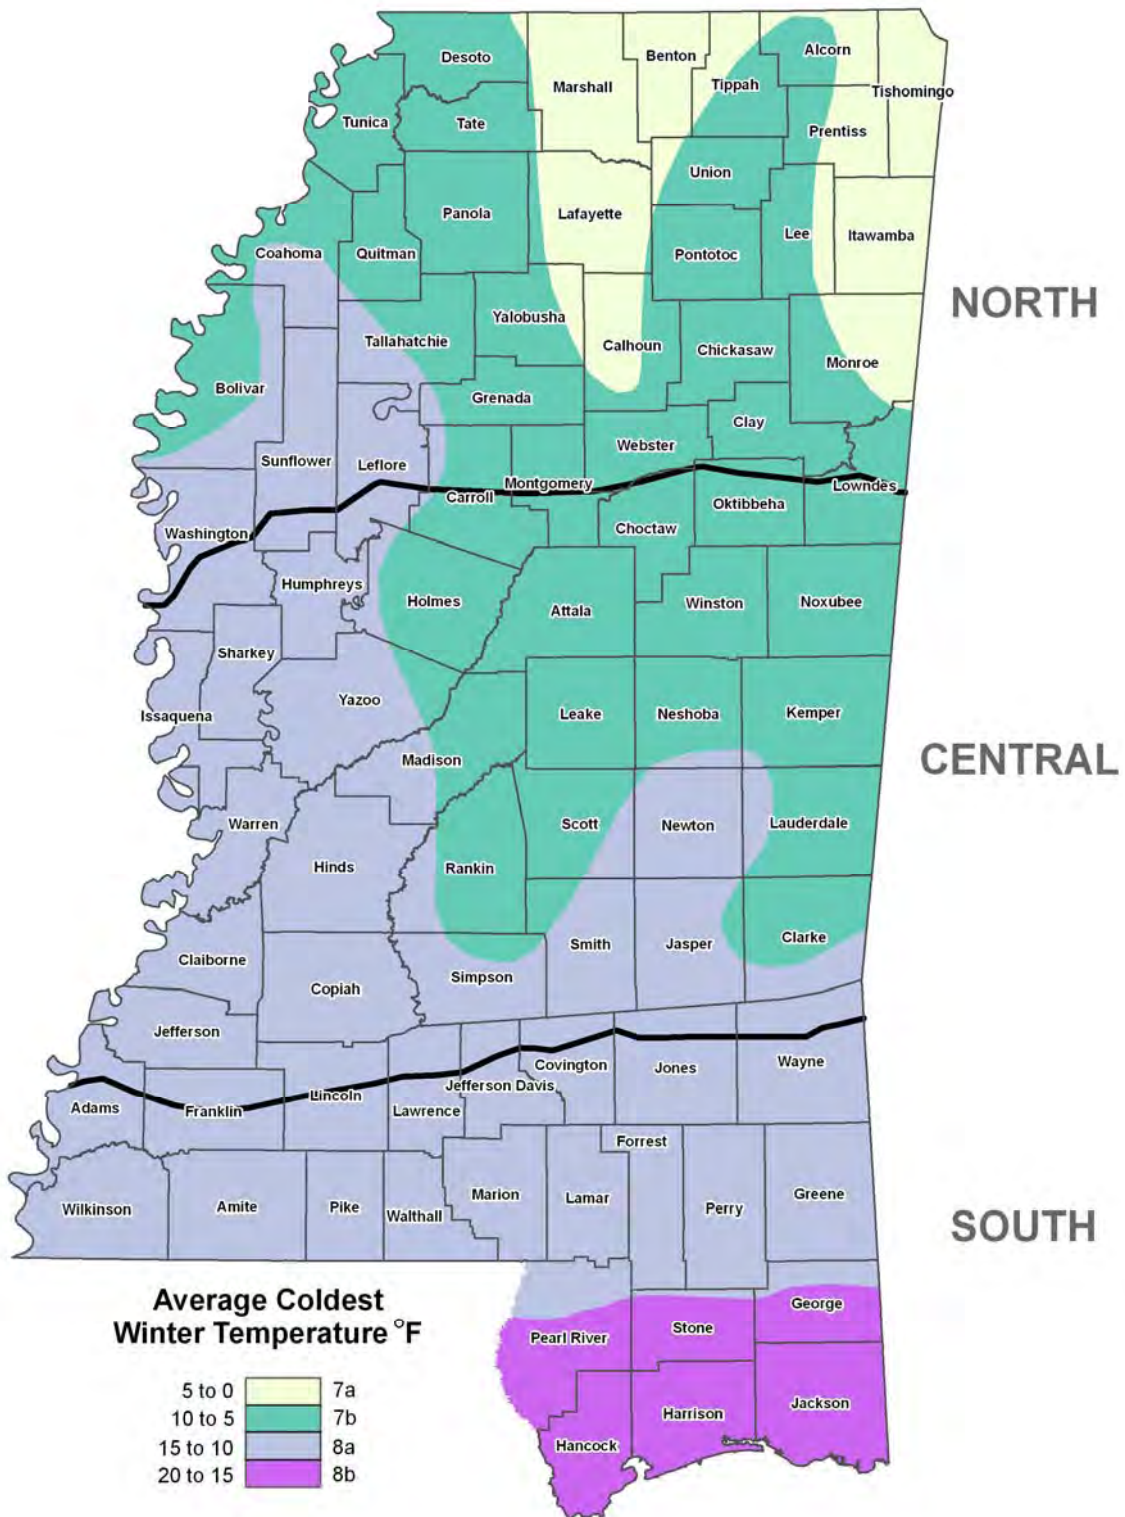 Desoto
Marshall
Benton
Tippah
Alcorn
Tishomingo
Tunica
Tate
Prentiss
Union
Panola
Lafayette
Lee
Itawamba
Coahoma
Quitman
Pontotoc
NORTH
Yalobusha
Tallahatchie
Calhoun
Chickasaw
Monroe
Bolivar
Grenada
Clay
Webster
Sunflower
Leflore
Montgomery
Lowndes
Carroll
Oktibbeha
Washington
Choctaw
Humphreys
Holmes
Attala
Winston
Noxubee
Sharkey
Yazoo
Issaquena
Leake
Neshoba
Kemper
Madison
CENTRAL
Warren
Scott
Newton
Lauderdale
Hinds
Rankin
Claiborne
Smith
Jasper
Clarke
Simpson
Copiah
Jefferson
Covington
Jones
Wayne
Jefferson Davis
Lincoln
Adams
Franklin
Lawrence
Forrest
Marion
Lamar
Greene
Wilkinson
Amite
Pike
Walthall
Perry
SOUTH
Average Coldest
Winter Temperature °F
George
Stone
Pearl River
5 to 0 7a
10 to 5 7b
15 to 10 8a
20 to 15 8b
Jackson
Harrison
Hancock